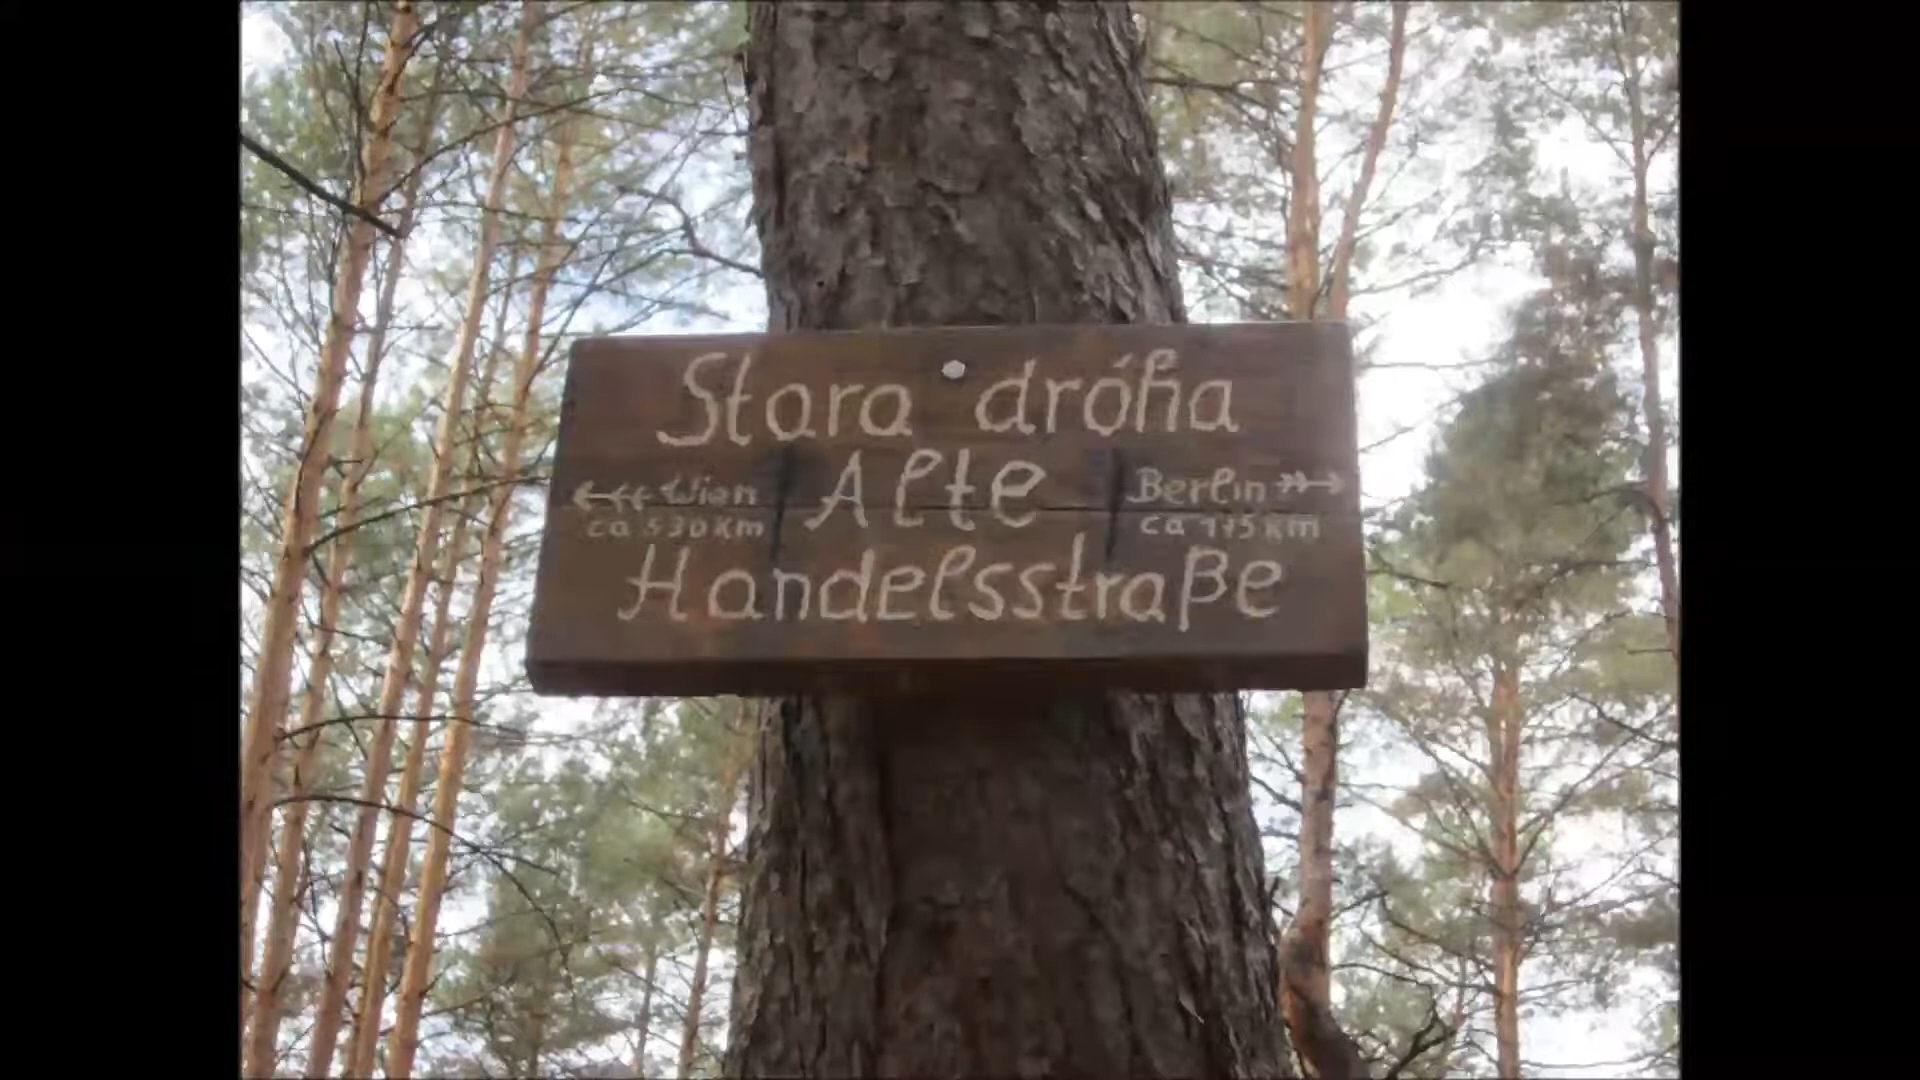 Stara dróha
Alte
Wien
ca 530 Km
Berlin
ca 175 Km
Handelsstraße